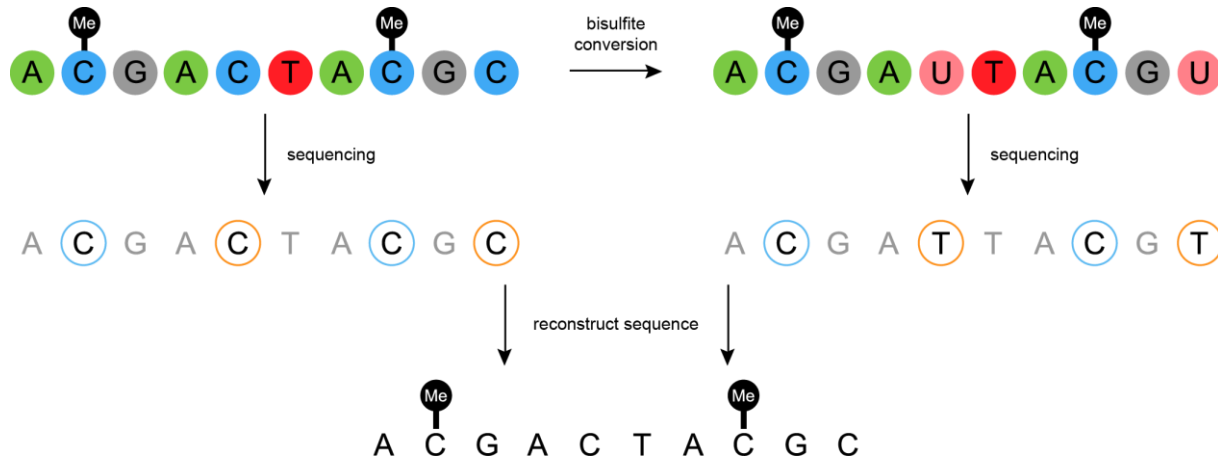 Me Me
A C G A C T A C G C
bisulfite
conversion
Me Me
A C G A U T A C G U
sequencing
sequencing
A C G A C T A C G C
A C G A T T A C G T
reconstruct sequence
Me Me
A C G A C T A C G C